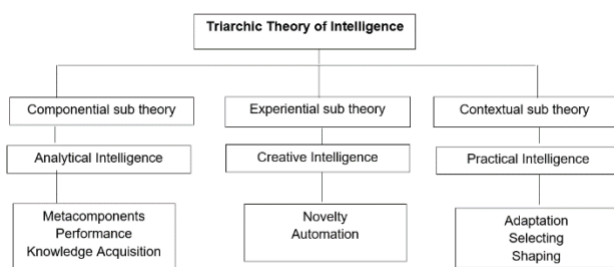 Triarchic Theory of Intelligence
Componential sub theory
Experiential sub theory
Contextual sub theory
Analytical Intelligence
Creative Intelligence
Practical Intelligence
Metacomponents
Performance
Knowledge Acquisition
Novelty
Automation
Adaptation
Selecting
Shaping